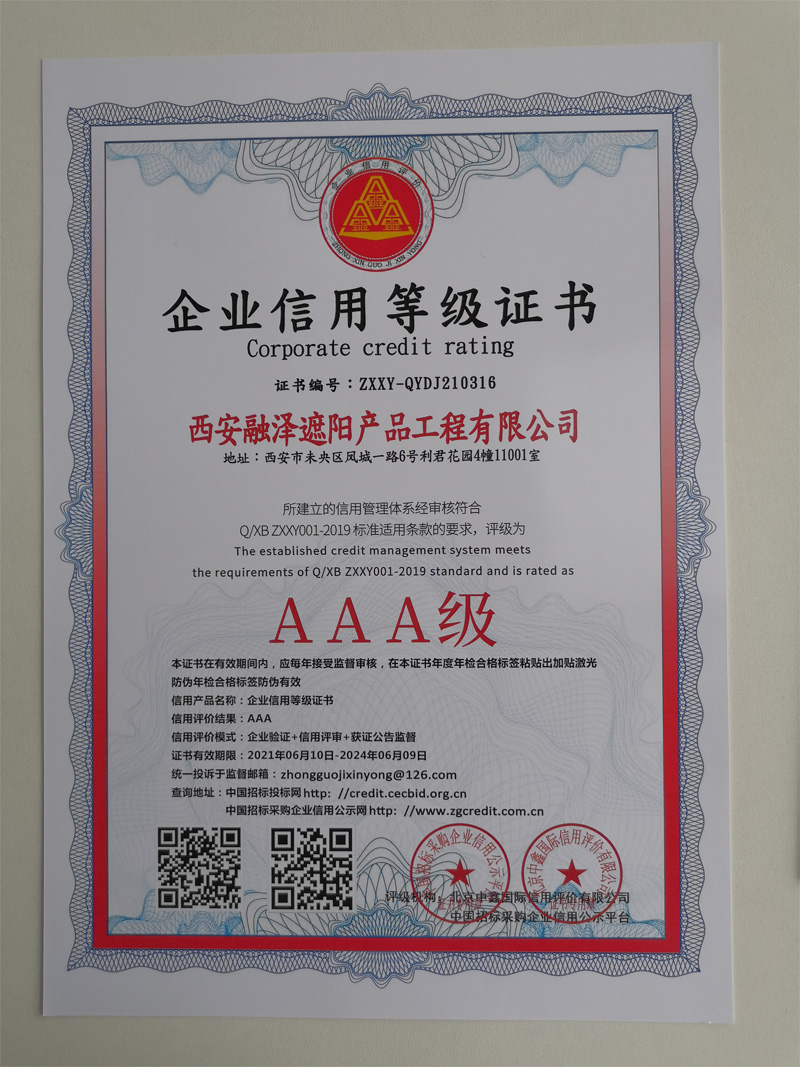 企业信用评价
企业信用等级证书
Corporate credit rating
证书编号：ZXXY-QYDJ210316
西安融泽遮阳产品工程有限公司
地址：西安市未央区凤城一路6号利君花园4幢11001室
所建立的信用管理体系经审核符合
Q/XB ZXXY001-2019 标准适用条款的要求，评级为
The established credit management system meets
the requirements of Q/XB ZXXY001-2019 standard and is rated as
AAA级
本证书在有效期间内，应每年接受监督审核，在本证书年度年检合格标签粘贴出加贴激光
防伪年检合格标签防伪有效
信用产品名称：企业信用等级证书
信用评价结果：AAA
信用评价模式：企业验证+信用评审+获证公告监督
证书有效期限：2021年06月10日-2024年06月09日
统一投诉于监督邮箱：zhongguojixinyong@126.com
查询地址：中国招标投标网http: //credit.cecbid.org.cn
中国招标采购企业信用公示网http: //www.zgcredit.com.cn
评级机构：北京中鑫国际信用评价有限公司
中国招标采购企业信用公示平台